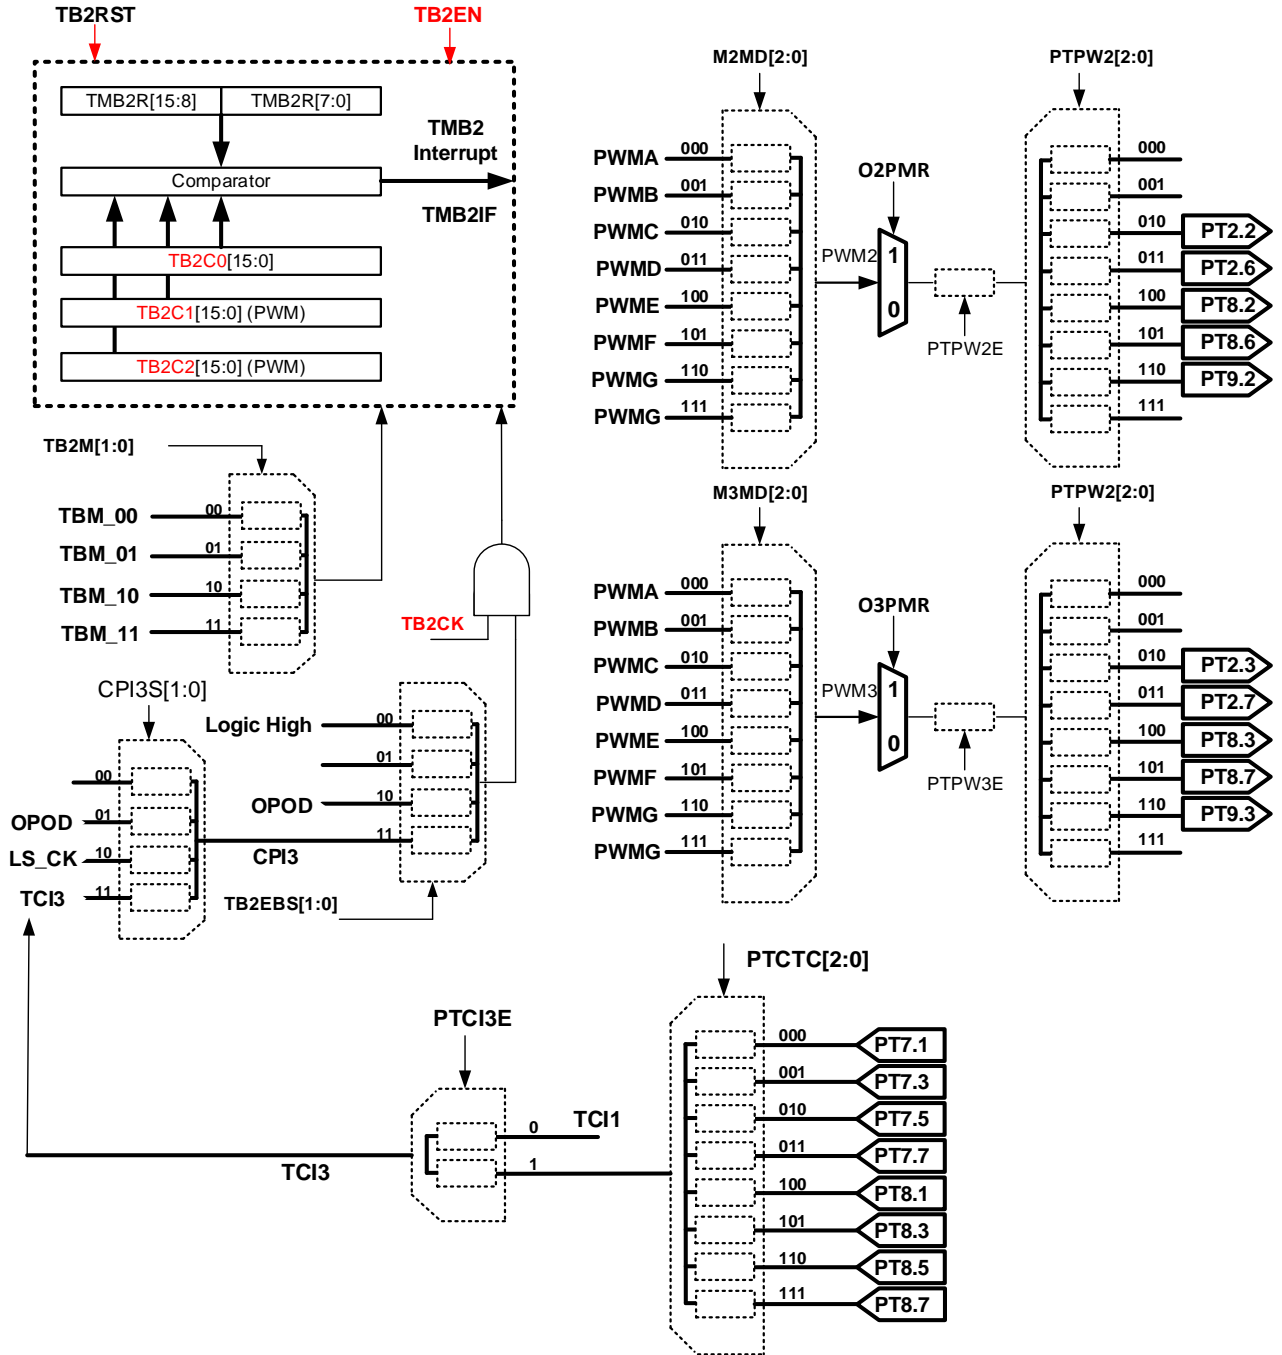 TB2RST
TB2EN
TMB2R[15:8]
TMB2R[7:0]
TMB2
Interrupt
Comparator
TMB2IF
TB2C0[15:0]
TB2C1[15:0] (PWM)
TB2C2[15:0] (PWM)
TB2M[1:0]
TBM_00
00
TBM_01
01
TBM_10
10
TBM_11
11
TB2CK
CPI3S[1:0]
Logic High
00
01
OPOD
10
CPI3
11
TB2EBS[1:0]
00
OPOD
01
LS_CK
10
TCI3
11
M2MD[2:0]
PWMA
000
PWMB
001
PWMC
010
PWMD
011
PWME
100
PWMF
101
PWMG
110
PWMG
111
PWM2
O2PMR
1
0
PTPW2E
PTPW2[2:0]
000
001
010
PT2.2
011
PT2.6
100
PT8.2
101
PT8.6
110
PT9.2
111
M3MD[2:0]
PWMA
000
PWMB
001
PWMC
010
PWMD
011
PWME
100
PWMF
101
PWMG
110
PWMG
111
PWM3
O3PMR
1
0
PTPW3E
PTPW2[2:0]
000
001
010
PT2.3
011
PT2.7
100
PT8.3
101
PT8.7
110
PT9.3
111
PTCTC[2:0]
PTCI3E
TCI3
0
TCI1
1
000
PT7.1
001
PT7.3
010
PT7.5
011
PT7.7
100
PT8.1
101
PT8.3
110
PT8.5
111
PT8.7